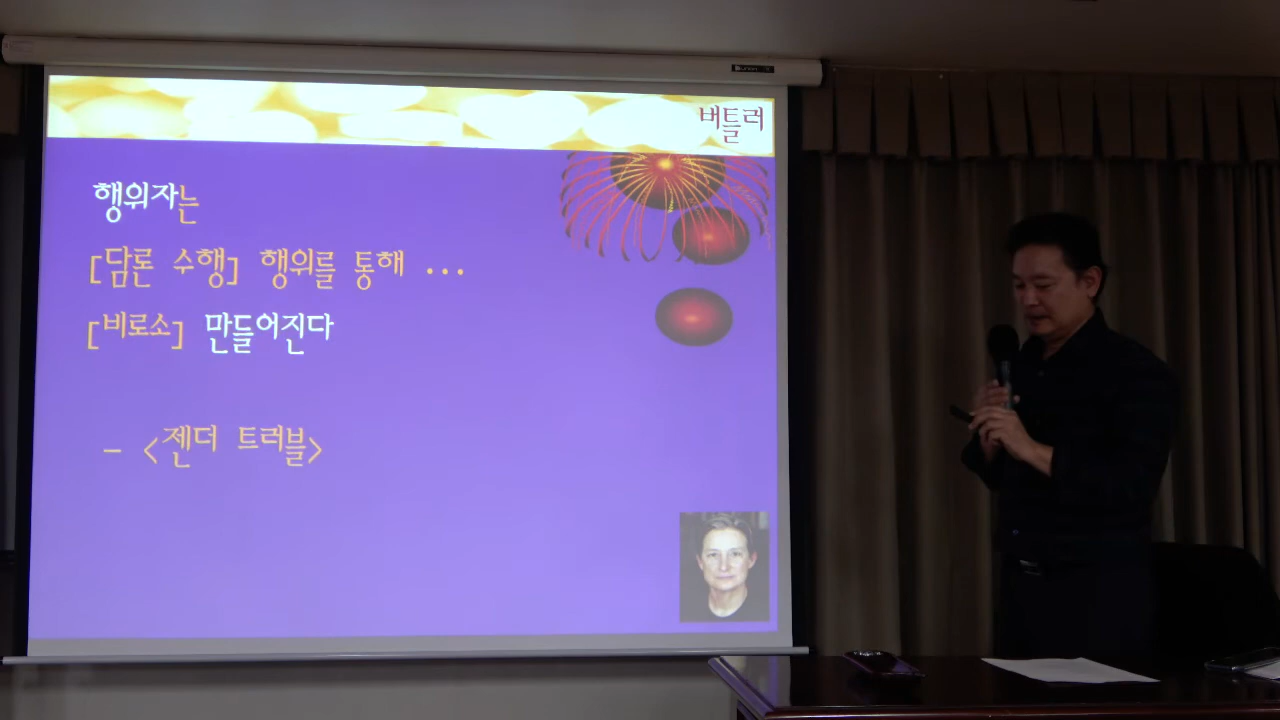 버틀러
행위자는
[담론 수행] 행위를 통해 ...
[비로소] 만들어진다
- <젠더 트러블>